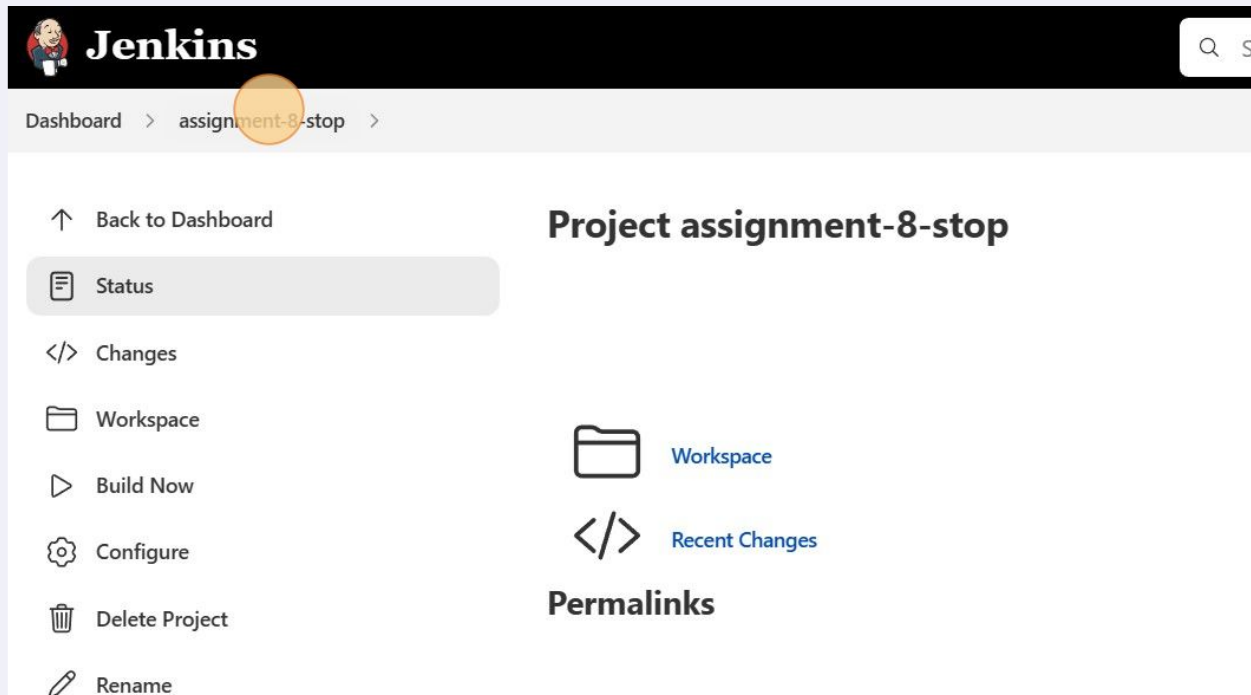 Jenkins
Dashboard > assignment-8-stop >
Back to Dashboard
Status
Changes
Workspace
Build Now
Configure
Delete Project
Rename
Project assignment-8-stop
Workspace
Recent Changes
Permalinks